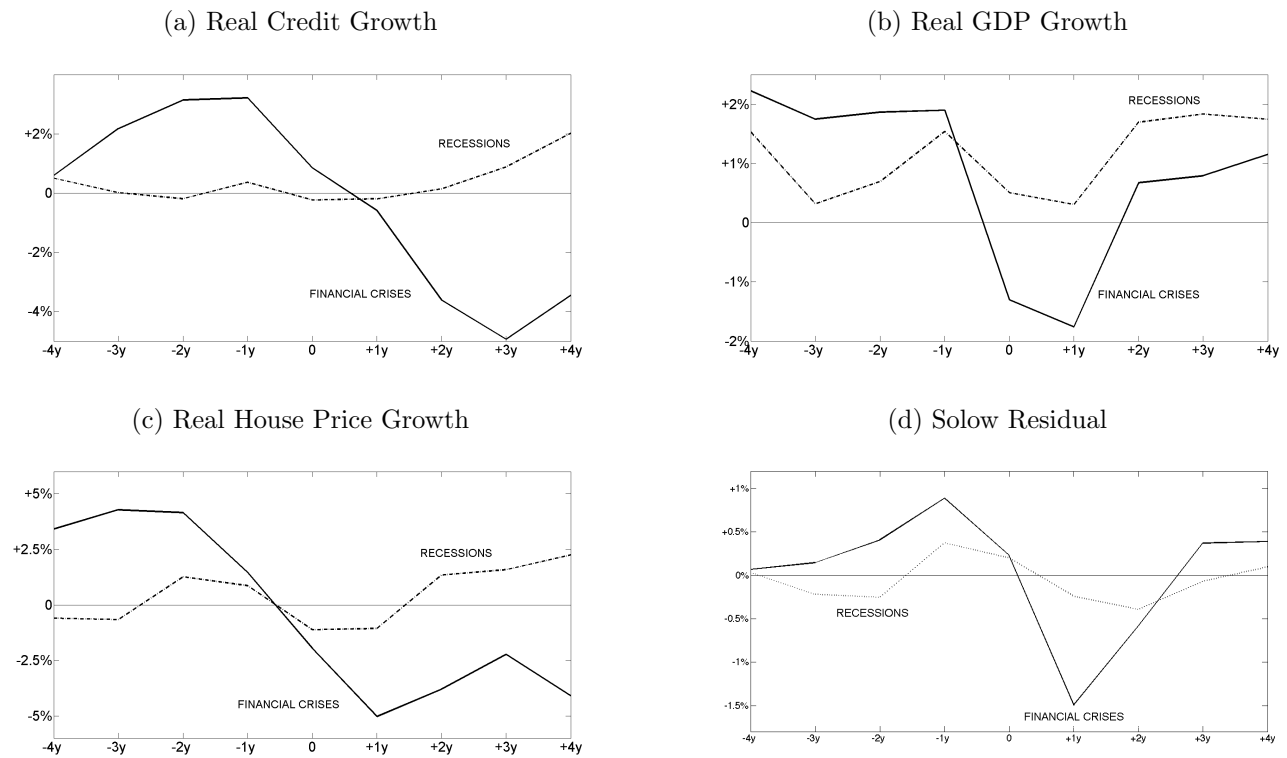 (a) Real Credit Growth
+2%
0
-2%
-4%
RECESSIONS
FINANCIAL CRISES
-4y -3y -2y -1y 0 +1y +2y +3y +4y
(b) Real GDP Growth
+2%
+1%
0
-1%
-2%
RECESSIONS
FINANCIAL CRISES
-4y -3y -2y -1y 0 +1y +2y +3y +4y
(c) Real House Price Growth
+5%
+2.5%
0
-2.5%
-5%
RECESSIONS
FINANCIAL CRISES
-4y -3y -2y -1y 0 +1y +2y +3y +4y
(d) Solow Residual
+1%
+0.5%
0%
-0.5%
-1%
-1.5%
RECESSIONS
FINANCIAL CRISES
-4y -3y -2y -1y 0 +1y +2y +3y +4y